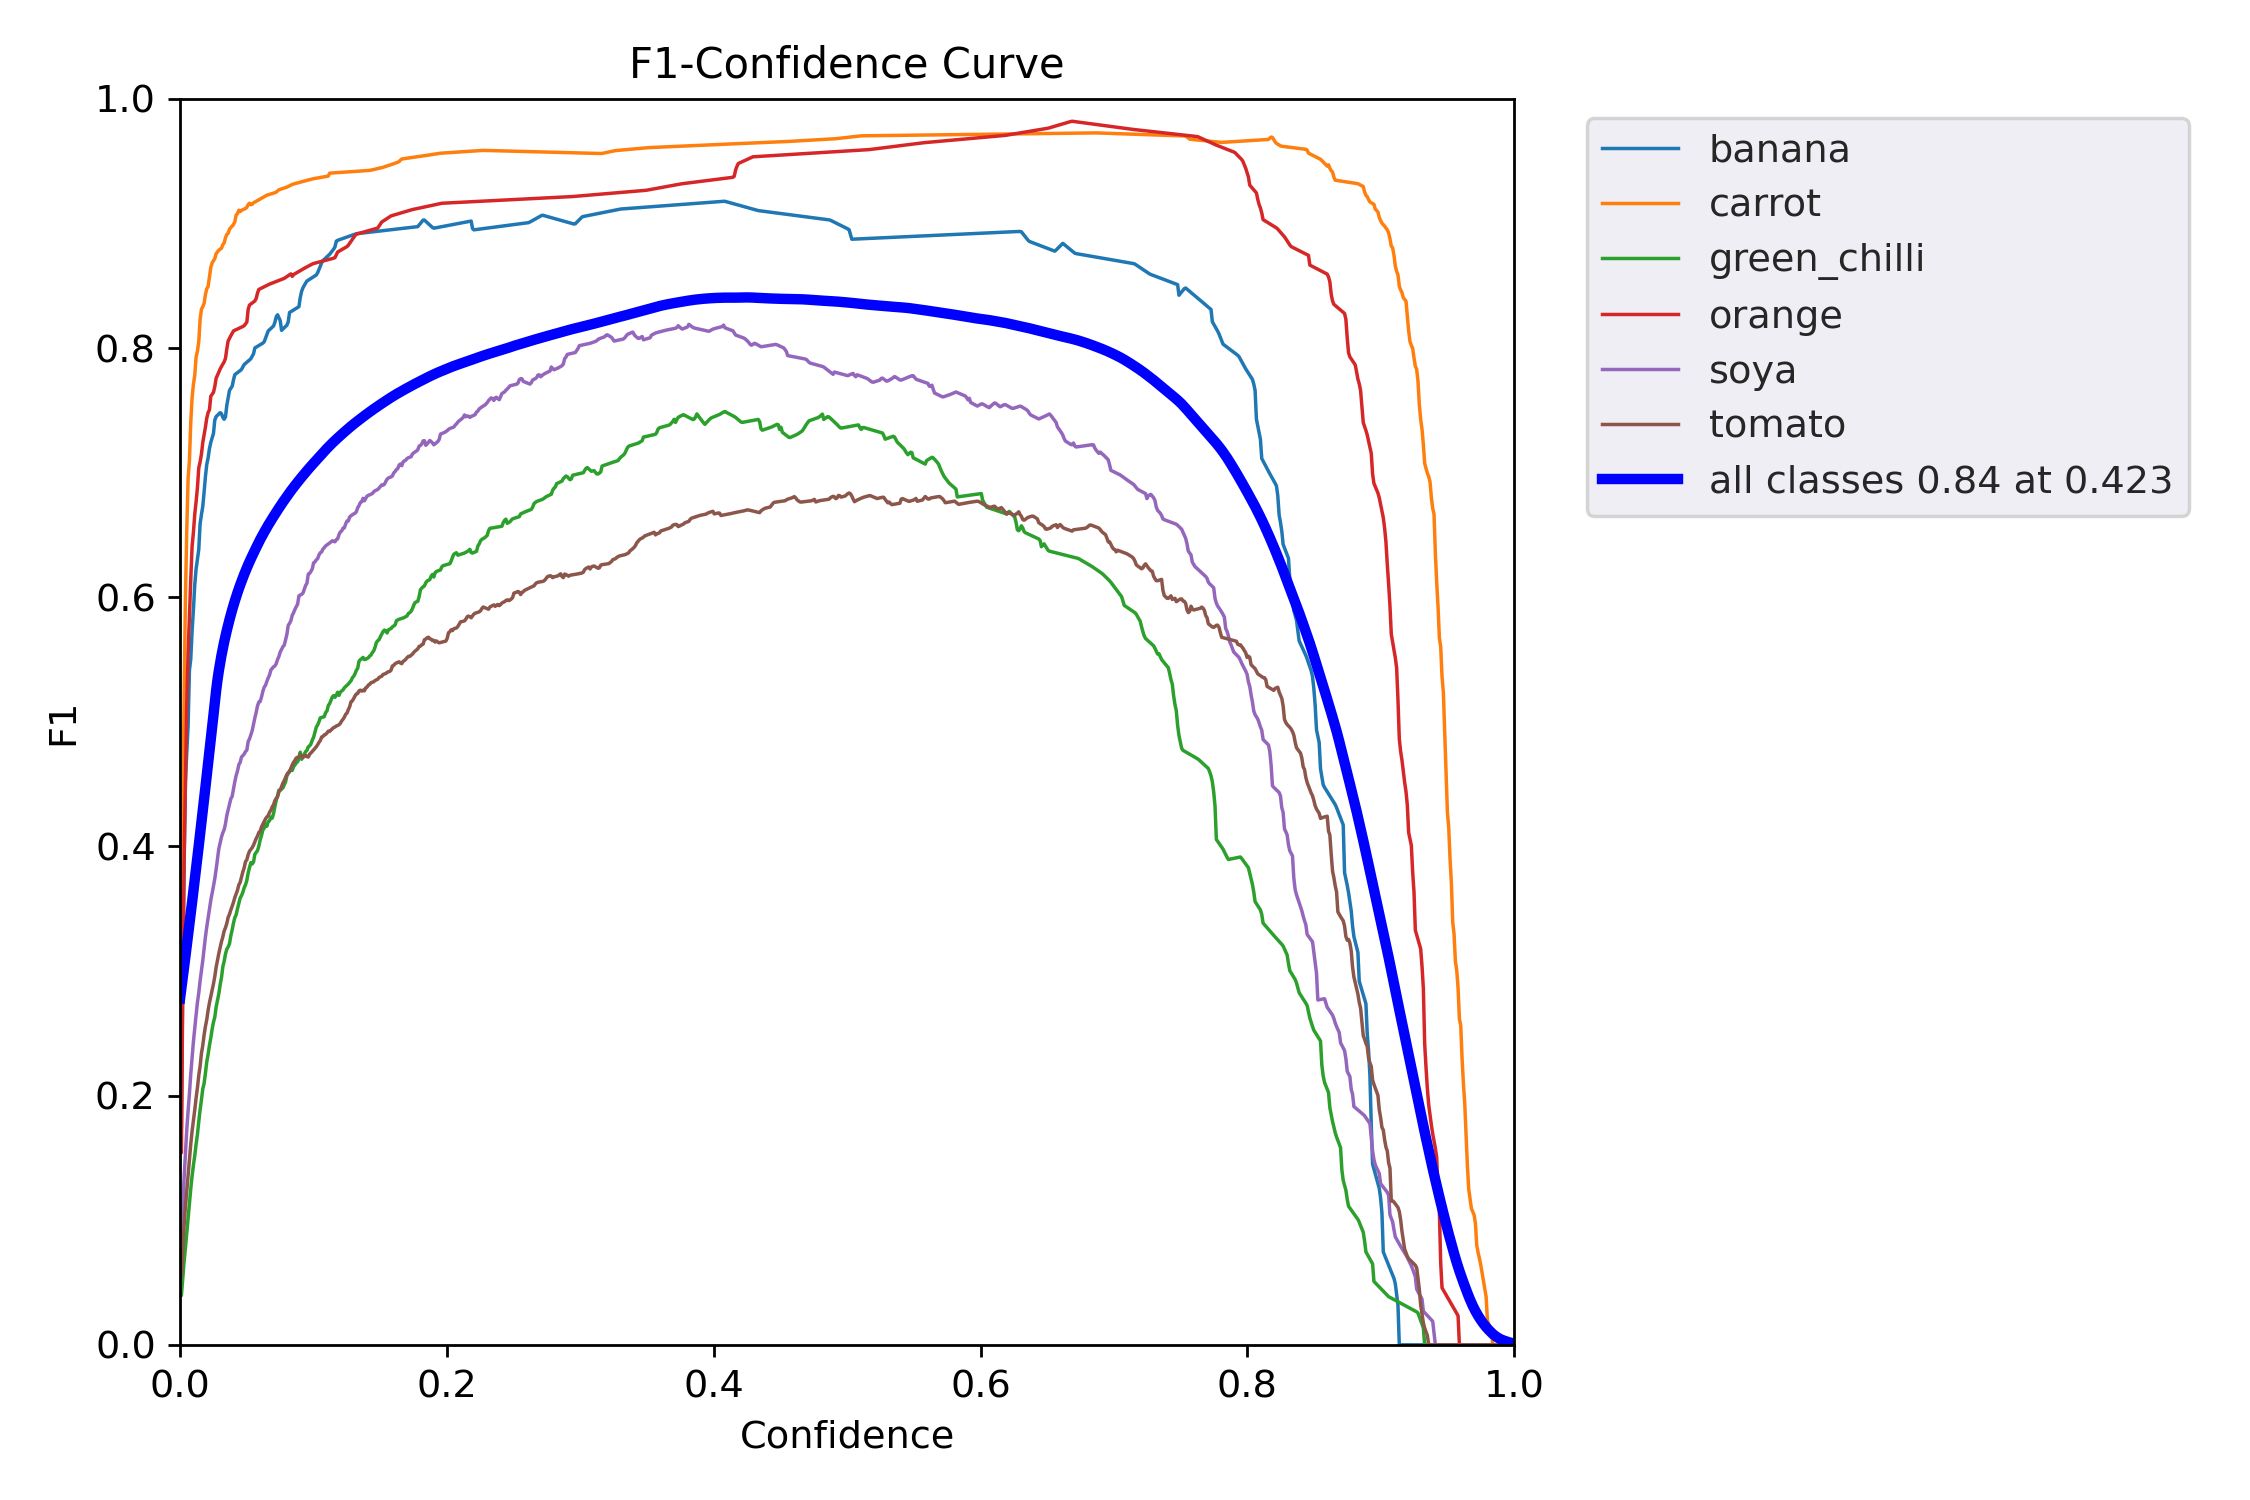 F1-Confidence Curve
1.0
0.8
0.6
0.4
0.2
0.0
F1
0.0 0.2 0.4 0.6 0.8 1.0
Confidence
banana
carrot
green_chilli
orange
soya
tomato
all classes 0.84 at 0.423